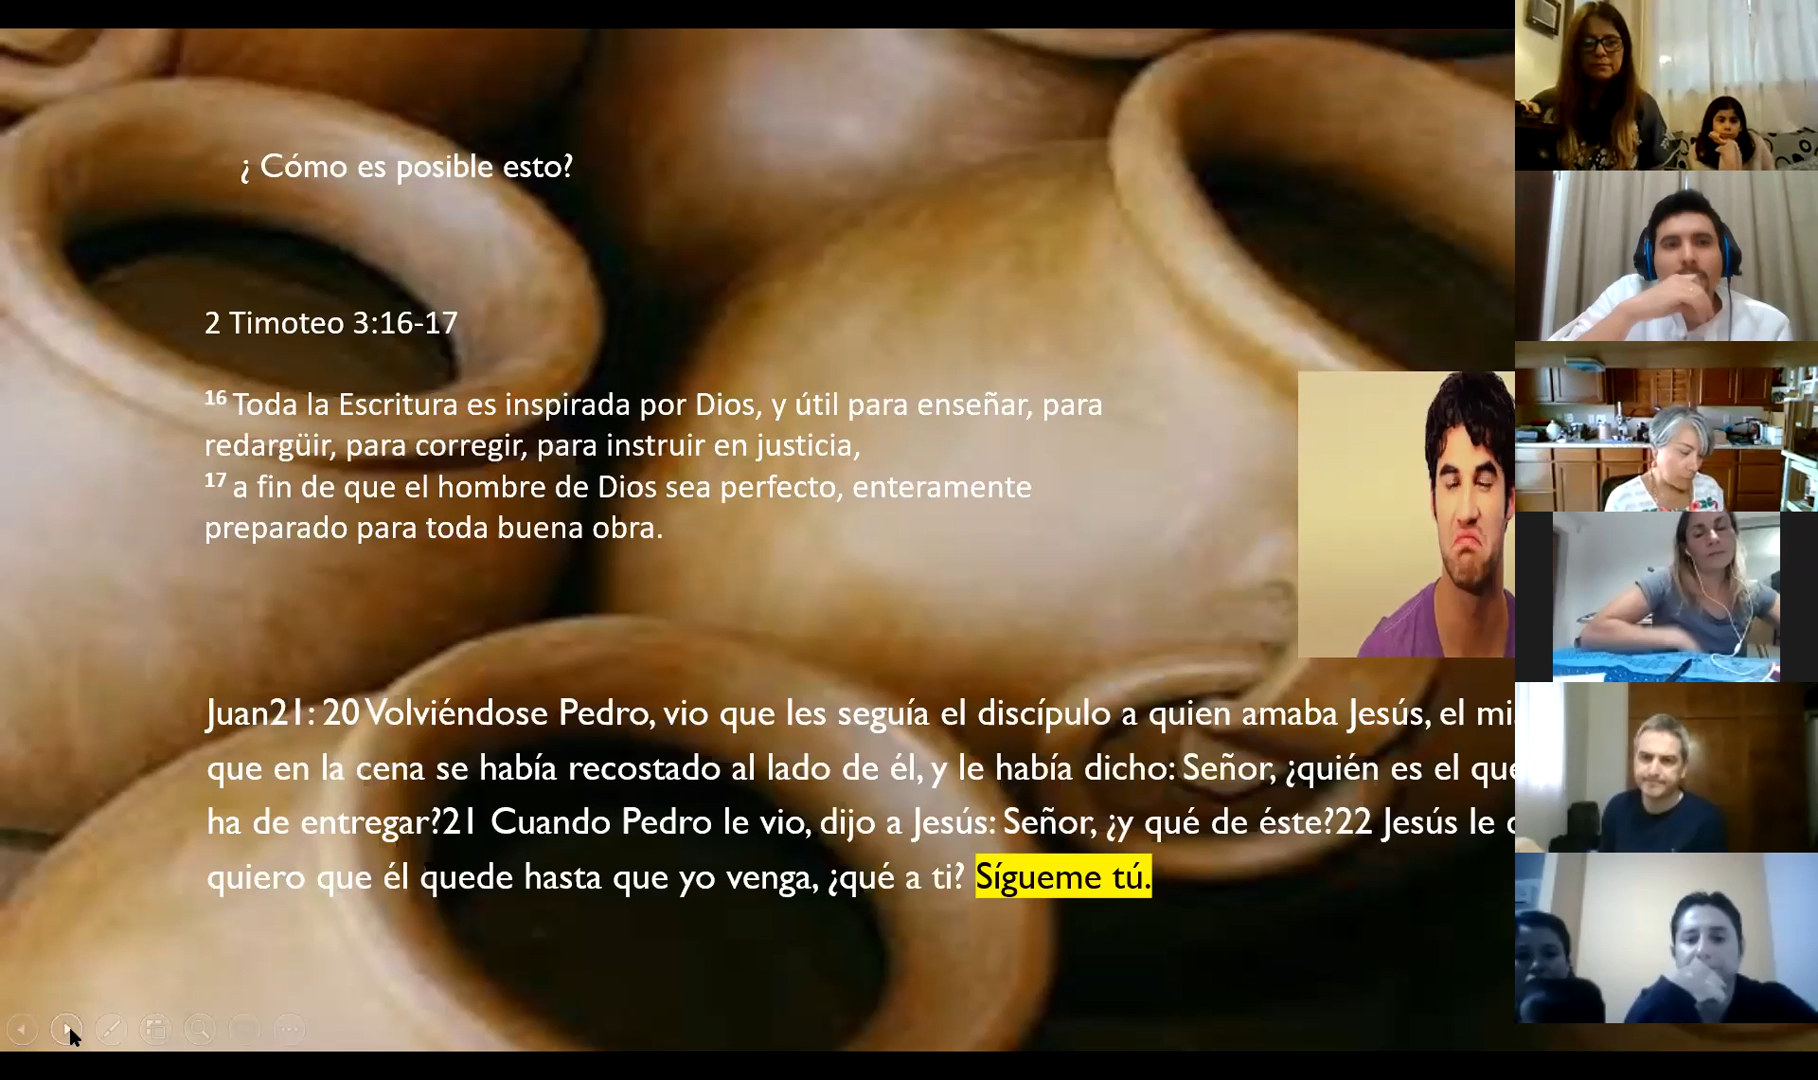 ¿ Cómo es posible esto?
2 Timoteo 3:16-17
16 Toda la Escritura es inspirada por Dios, y útil para enseñar, para
redargüir, para corregir, para instruir en justicia,
17 a fin de que el hombre de Dios sea perfecto, enteramente
preparado para toda buena obra.
Juan21: 20 Volviéndose Pedro, vio que les seguía el discípulo a quien amaba Jesús, el
que en la cena se había recostado al lado de él, y le había dicho: Señor, ¿quién es el que
ha de entregar?21 Cuando Pedro le vio, dijo a Jesús: Señor, ¿y qué de éste?22 Jesús le
quiero que él quede hasta que yo venga, ¿qué a ti? Sígueme tú.